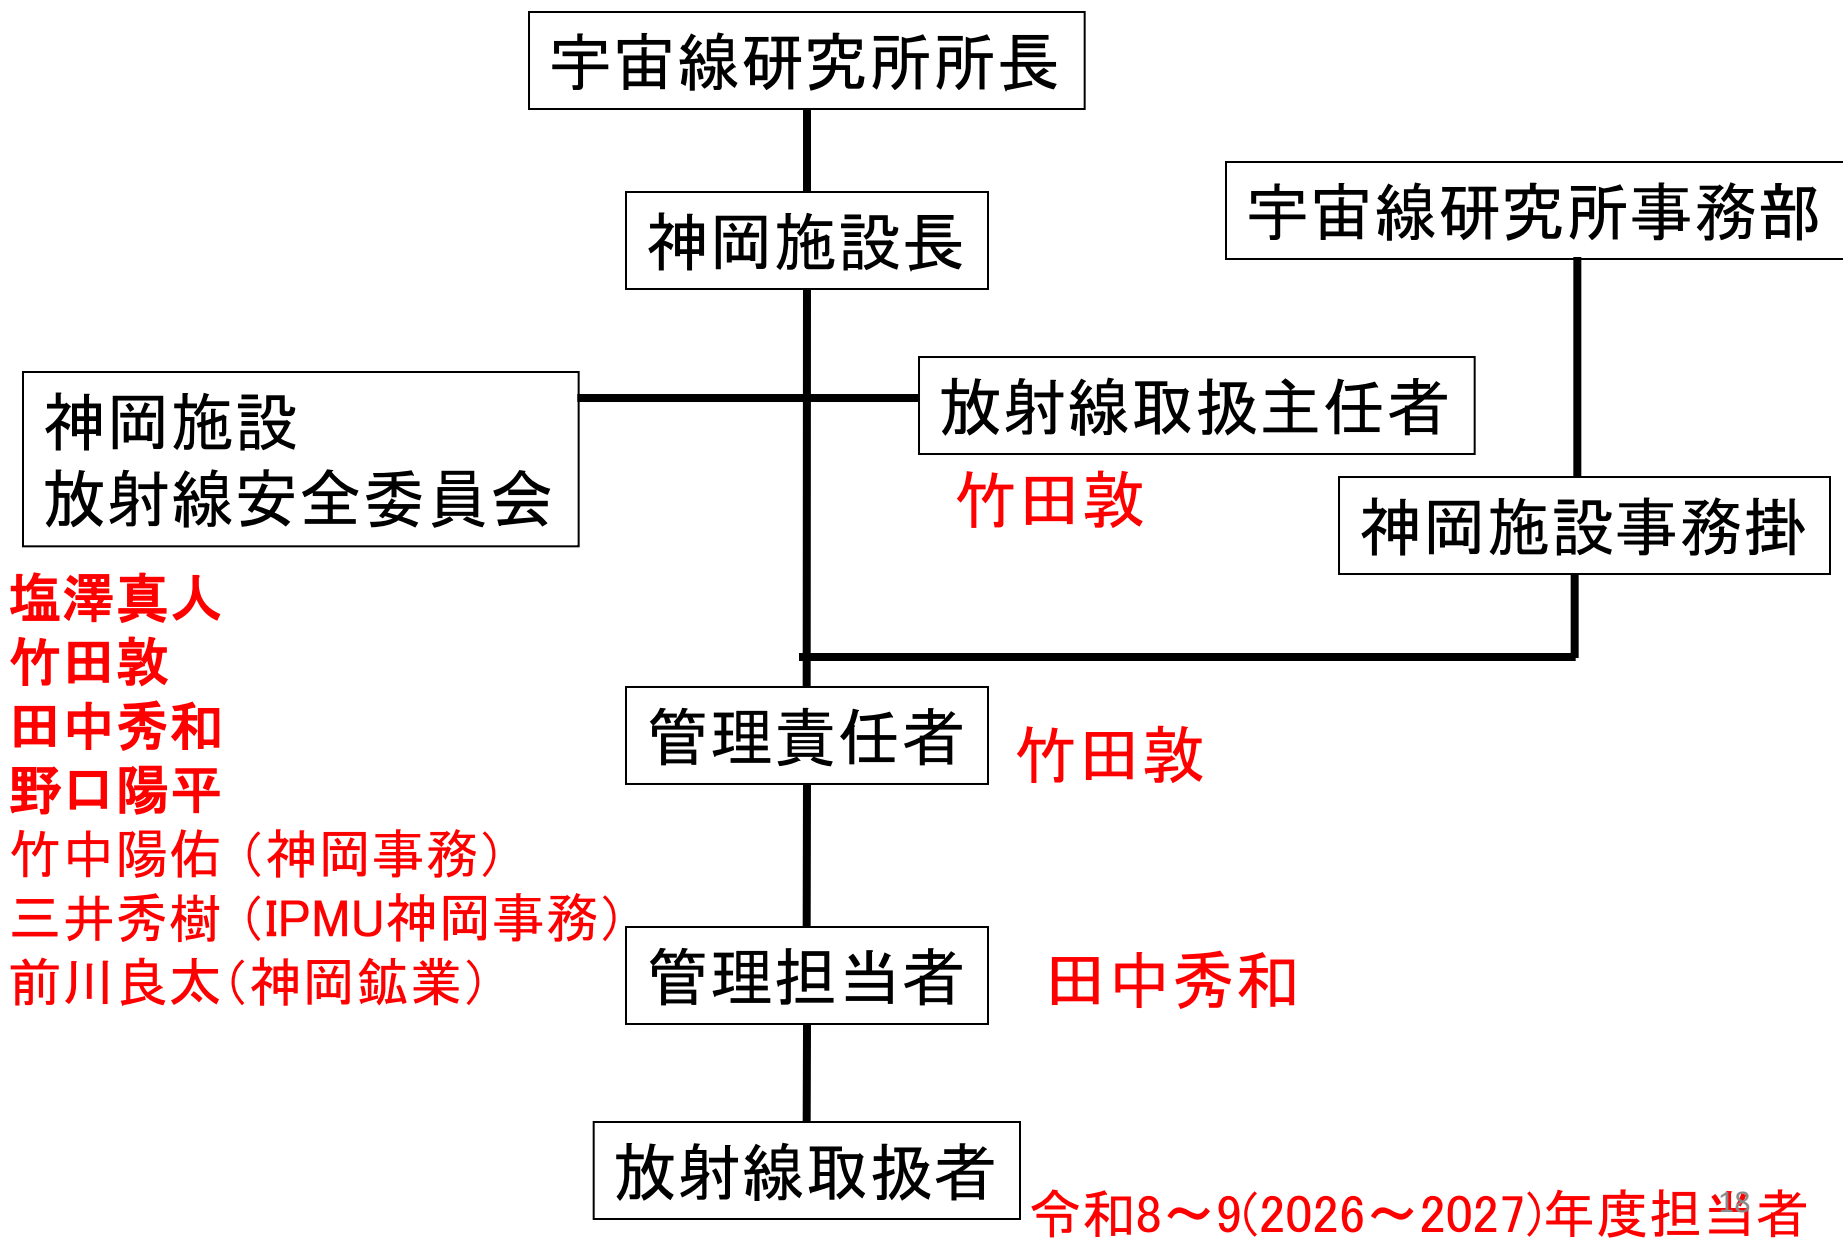 宇宙線研究所所長
宇宙線研究所事務部
神岡施設長
放射線取扱主任者
竹田敦
神岡施設
放射線安全委員会
神岡施設事務掛
塩澤真人
竹田敦
田中秀和
野口陽平
竹中陽佑（神岡事務）
三井秀樹（IPMU神岡事務）
前川良太（神岡鉱業）
管理責任者
竹田敦
管理担当者
田中秀和
放射線取扱者
令和8～9(2026～2027)年度担当者
18